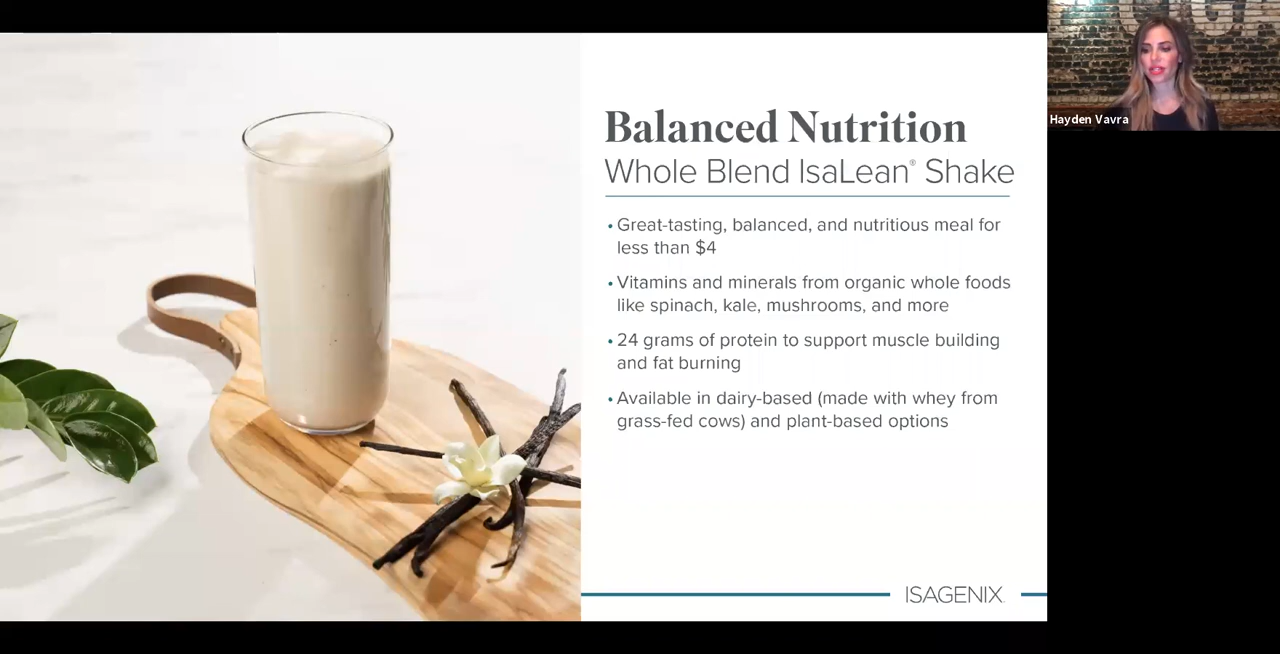 Balanced Nutrition
Whole Blend IsaLean® Shake
• Great-tasting, balanced, and nutritious meal for
less than $4
• Vitamins and minerals from organic whole foods
like spinach, kale, mushrooms, and more
• 24 grams of protein to support muscle building
and fat burning
• Available in dairy-based (made with whey from
grass-fed cows) and plant-based options
ISAGENIX
Hayden Vavra